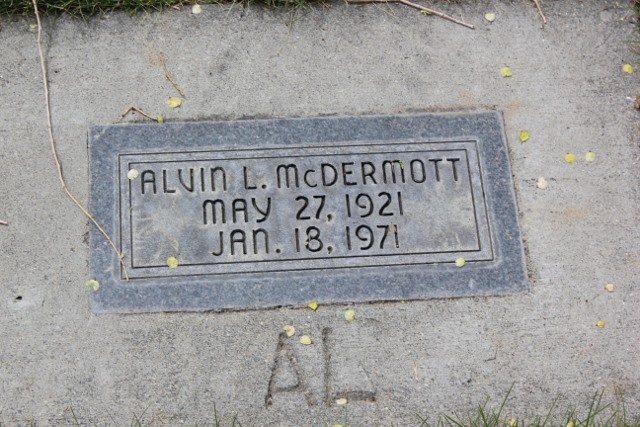 ALVIN L. McDERMOTT
MAY 27, 1921
JAN. 18, 1971
AL